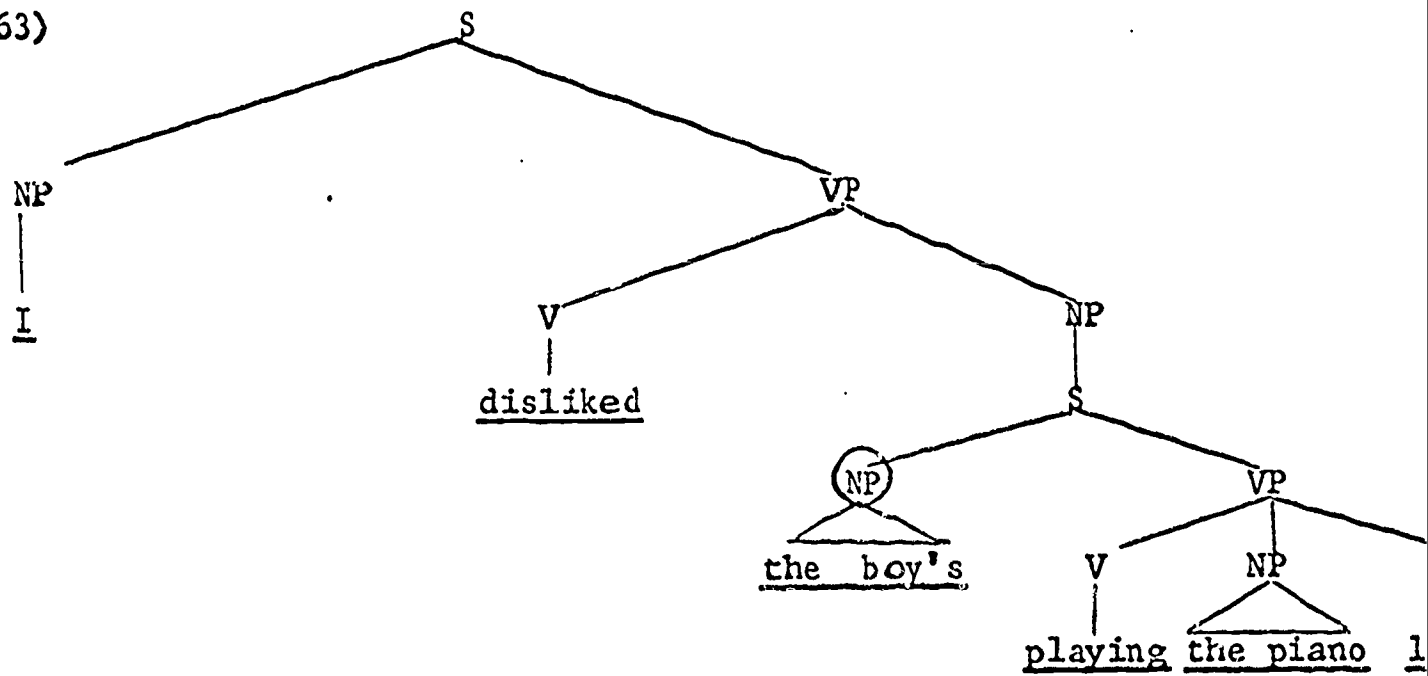 63)
S
NP VP
I V NP
disliked S
NP VP
the boy's V NP
playing the piano